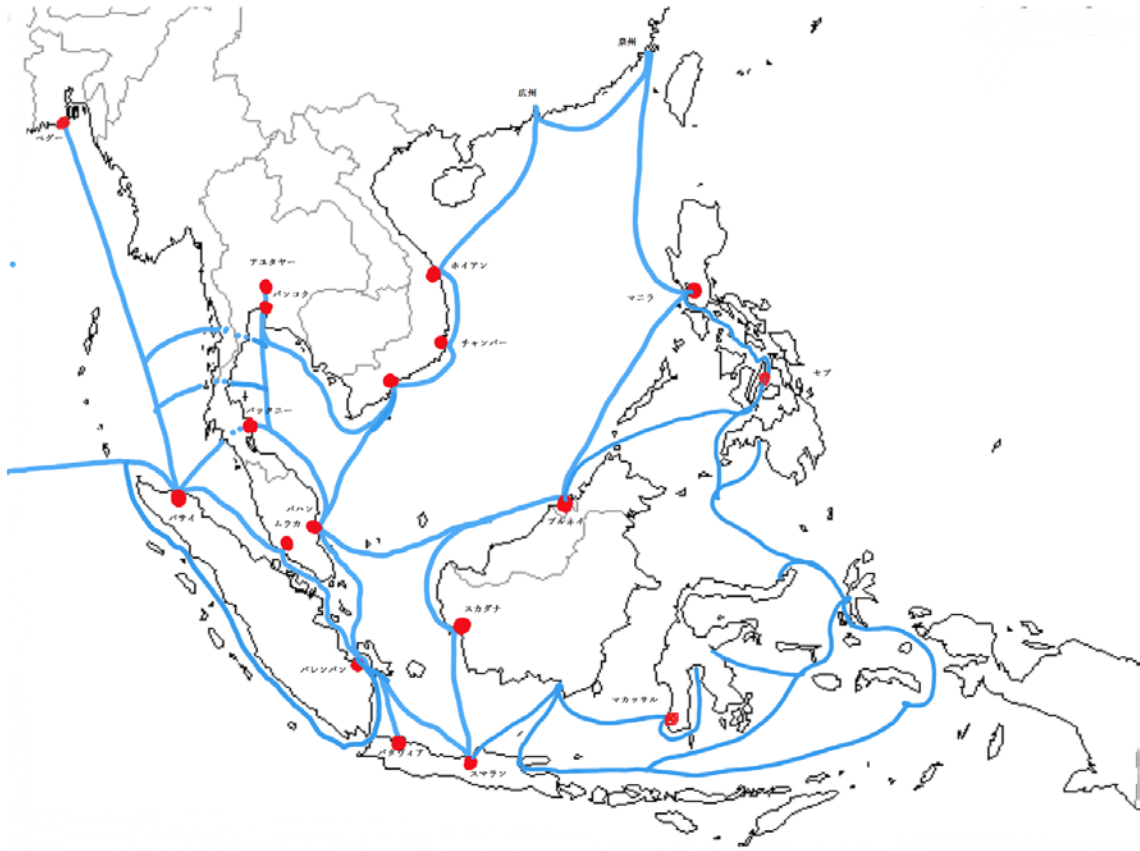 泉州
広州
ペグー
アユタヤー
バンコク
ホイアン
マニラ
チャンパー
セブ
パッタニー
パハン
ムラカ
パサイ
ブルネイ
スカダナ
パレンバン
マカッサル
バタヴィア
スマラン